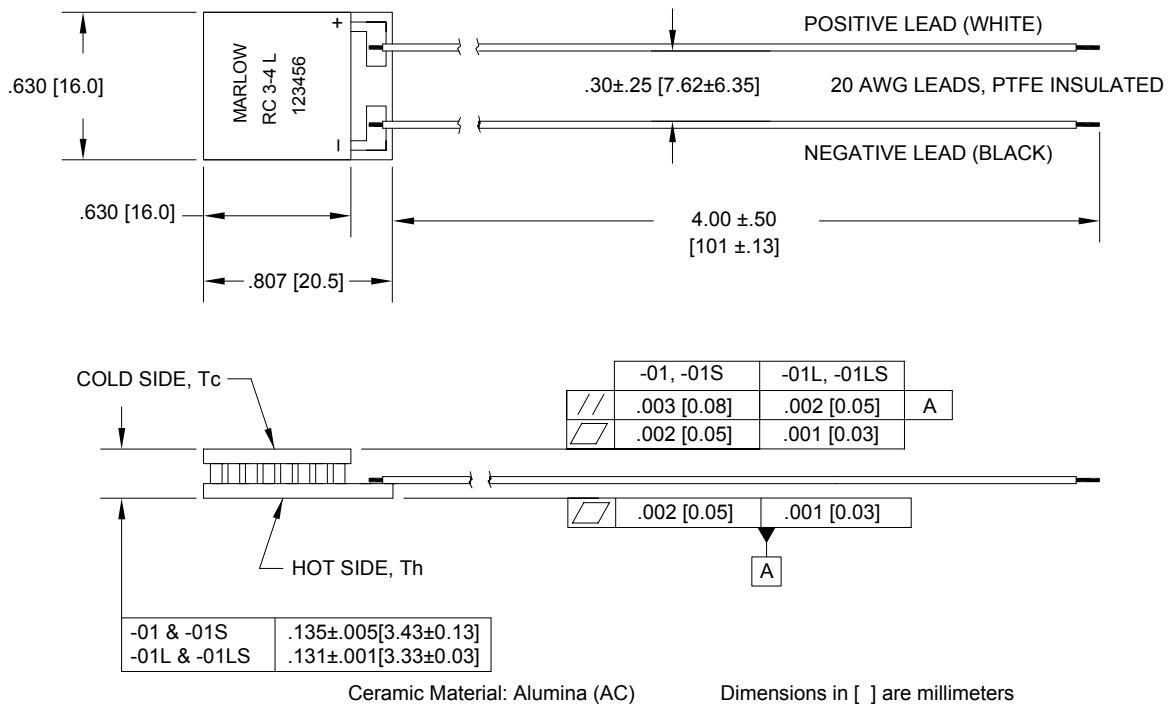 +
POSITIVE LEAD (WHITE)
.630 [16.0]
MARLOW
RC 3-4 L
123456
.30±.25 [7.62±6.35]
20 AWG LEADS, PTFE INSULATED
–
NEGATIVE LEAD (BLACK)
.630 [16.0]
4.00 ±.50
[101 ±.13]
.807 [20.5]
COLD SIDE, Tc
-01, -01S -01L, -01LS
// .003 [0.08] .002 [0.05] A
.002 [0.05] .001 [0.03]
.002 [0.05] .001 [0.03]
A
HOT SIDE, Th
-01 & -01S .135±.005[3.43±0.13]
-01L & -01LS .131±.001[3.33±0.03]
Ceramic Material: Alumina (AC) Dimensions in [ ] are millimeters